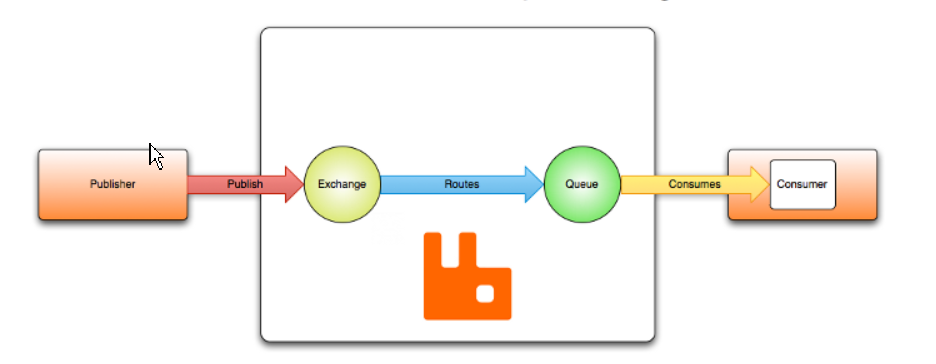 Publisher
Publish
Exchange
Routes
Queue
Consumes
Consumer